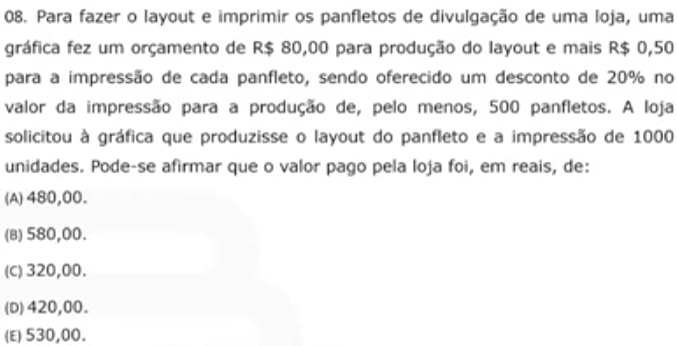 08. Para fazer o layout e imprimir os panfletos de divulgação de uma loja, uma
gráfica fez um orçamento de R$ 80,00 para produção do layout e mais R$ 0,50
para a impressão de cada panfleto, sendo oferecido um desconto de 20% no
valor da impressão para a produção de, pelo menos, 500 panfletos. A loja
solicitou à gráfica que produzisse o layout do panfleto e a impressão de 1000
unidades. Pode-se afirmar que o valor pago pela loja foi, em reais, de:
(A) 480,00.
(B) 580,00.
(C) 320,00.
(D) 420,00.
(E) 530,00.